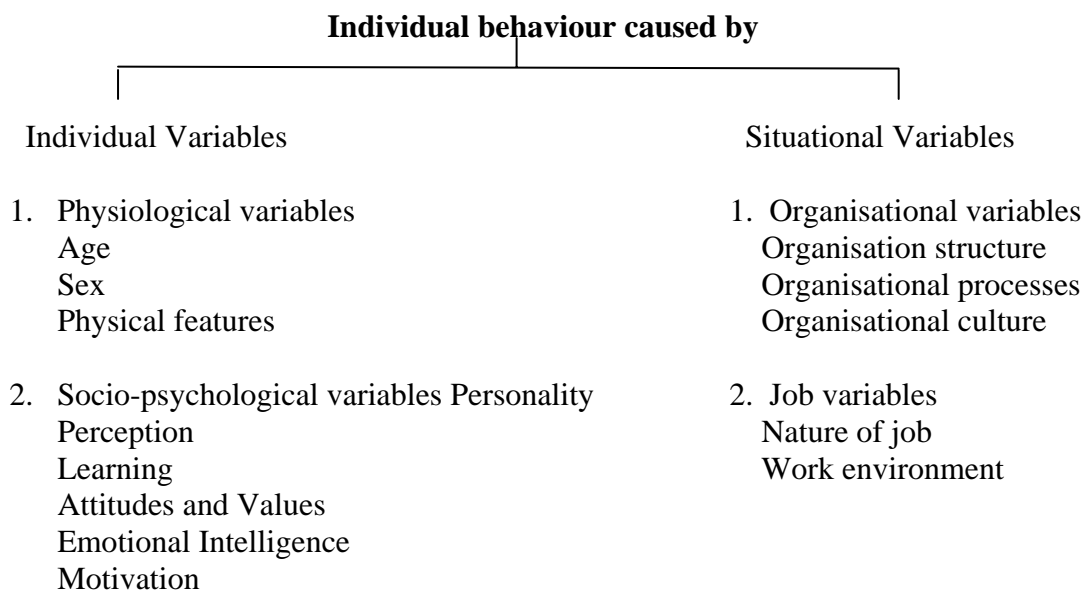 Individual behaviour caused by
Individual Variables
1. Physiological variables
Age
Sex
Physical features
2. Socio-psychological variables Personality
Perception
Learning
Attitudes and Values
Emotional Intelligence
Motivation
Situational Variables
1. Organisational variables
Organisation structure
Organisational processes
Organisational culture
2. Job variables
Nature of job
Work environment